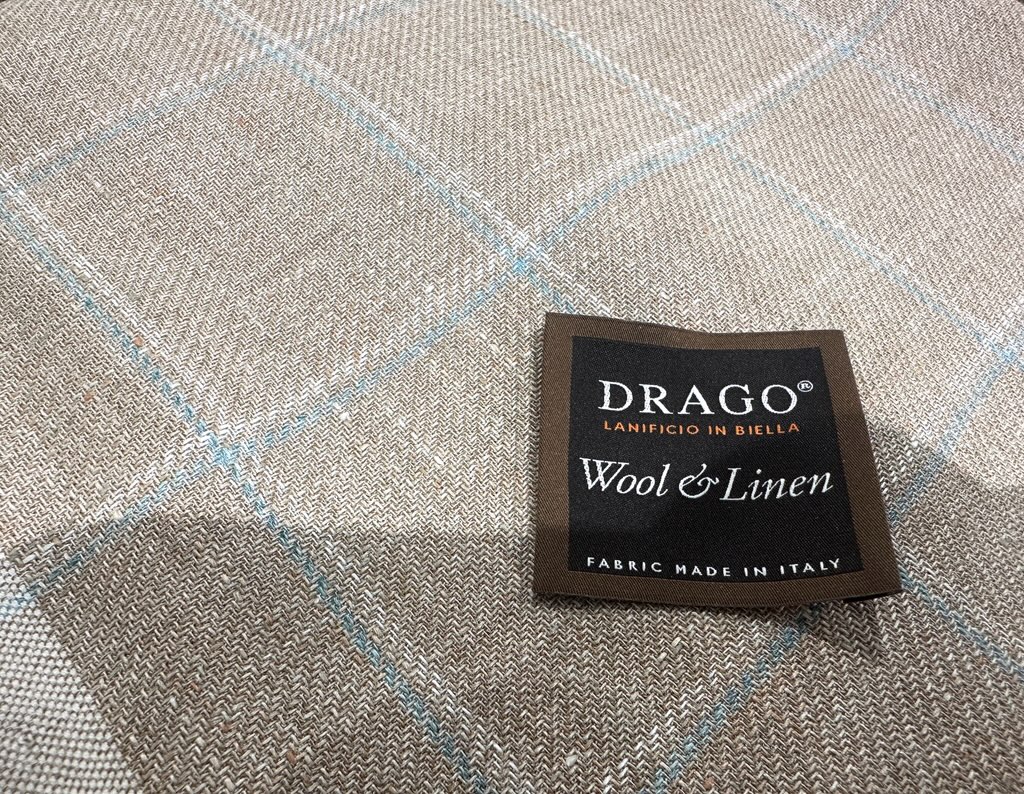 DRAGO®
LANIFICIO IN BIELLA
Wool & Linen
FABRIC MADE IN ITALY